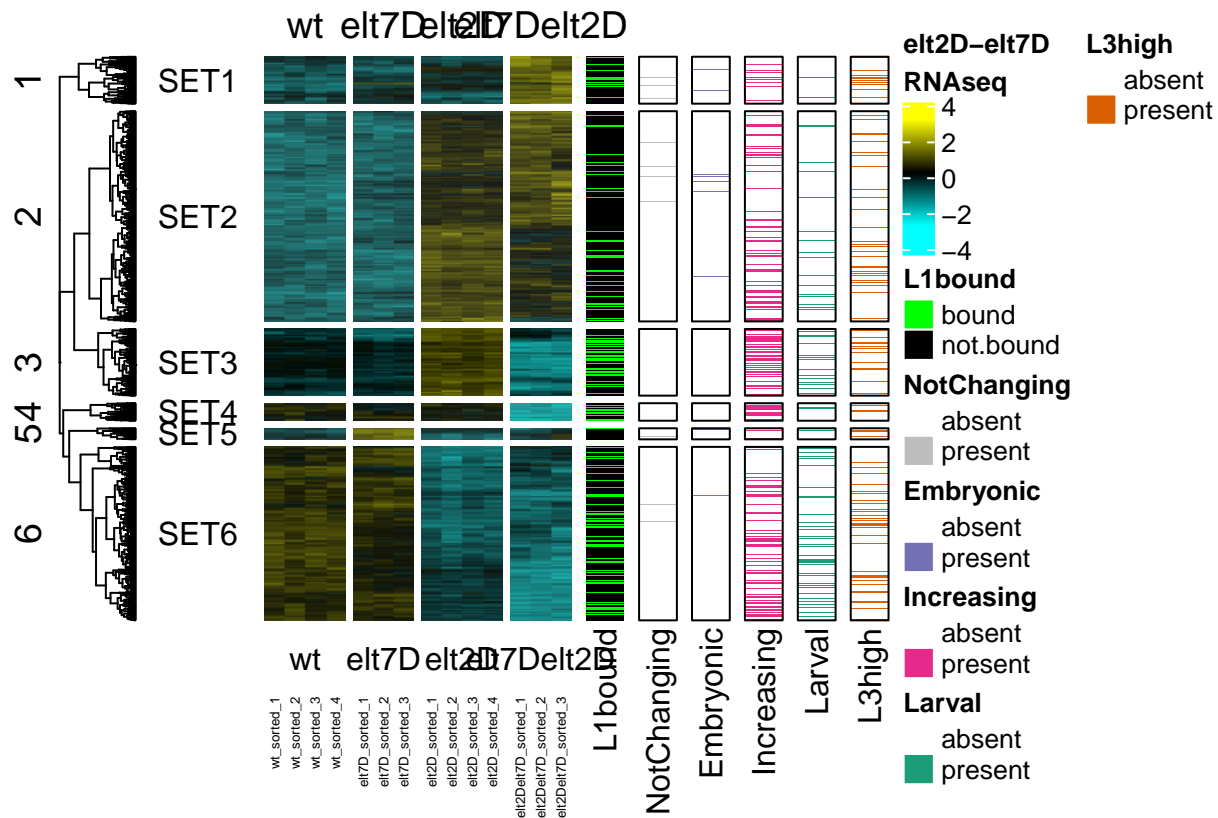 wt
elt7D
elt2D
elt7Delt2D
1
2
3
4
5
6
SET1
SET2
SET3
SET4
SET5
SET6
wt
elt7D
elt2D
elt7Delt2D
wt_sorted_1
wt_sorted_2
wt_sorted_3
wt_sorted_4
elt7D_sorted_1
elt7D_sorted_2
elt7D_sorted_3
elt2D_sorted_1
elt2D_sorted_2
elt2D_sorted_3
elt2D_sorted_4
elt2Delt7D_sorted_1
elt2Delt7D_sorted_2
elt2Delt7D_sorted_3
L1bound
NotChanging
Embryonic
Increasing
Larval
L3high
elt2D−elt7D
RNAseq
4
2
0
−2
−4
L1bound
bound
not.bound
NotChanging
absent
present
Embryonic
absent
present
Increasing
absent
present
Larval
absent
present
L3high
absent
present